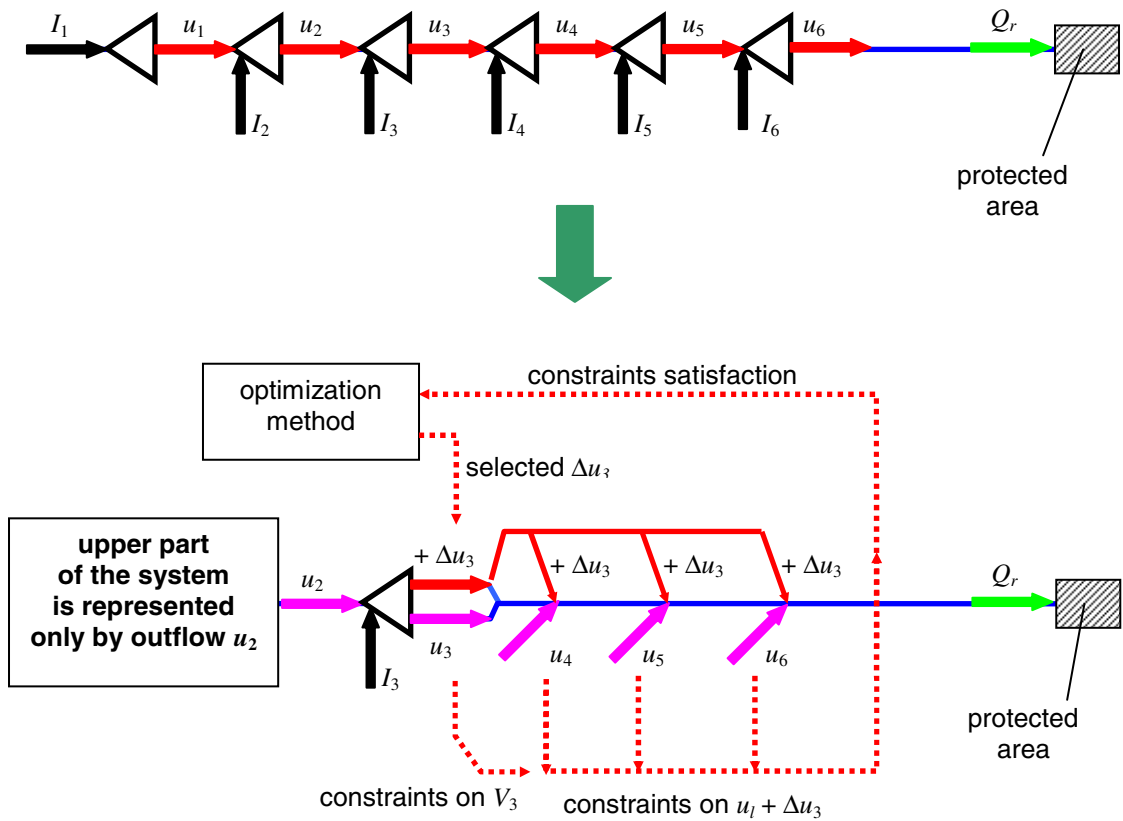 I1 u1 u2 u3 u4 u5 u6 Qr
I2 I3 I4 I5 I6
protected
area
optimization
method
constraints satisfaction
selected Δu3
upper part
of the system
is represented
only by outflow u2
u2
+ Δu3
+ Δu3
+ Δu3
+ Δu3
Qr
u3
u4
u5
u6
I3
protected
area
constraints on V3
constraints on ul + Δu3